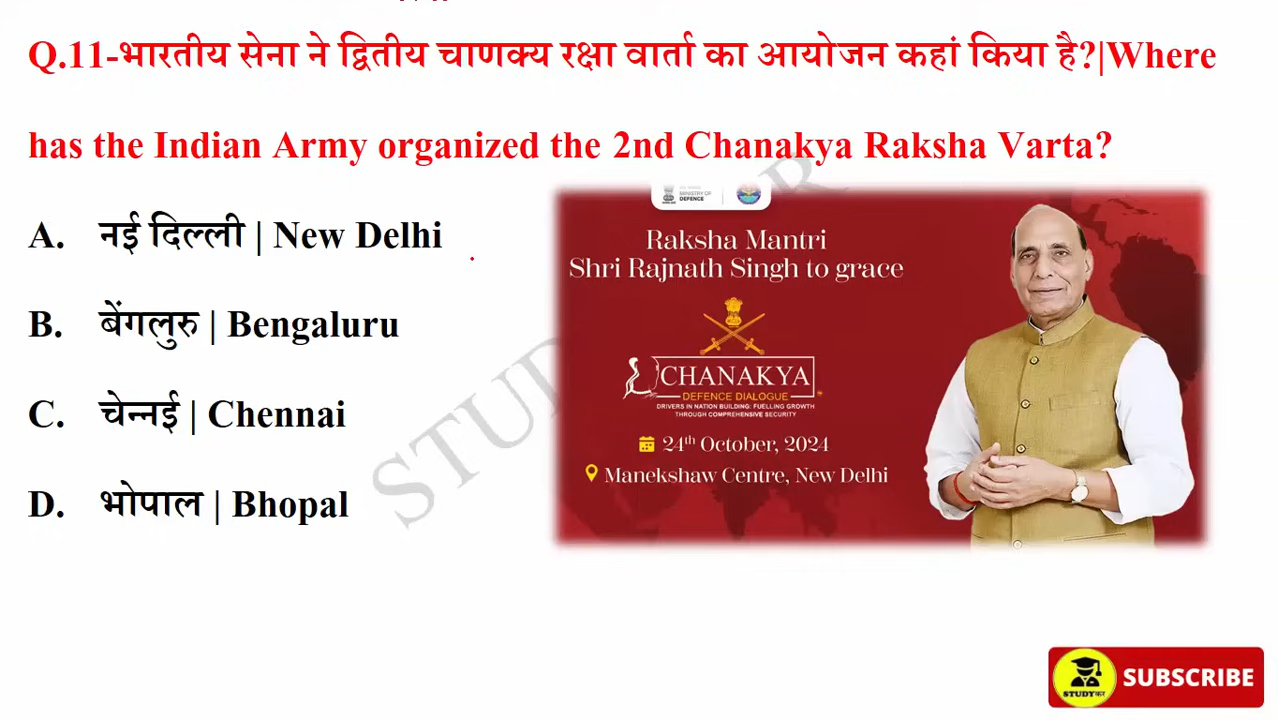 Q.11-भारतीय सेना ने द्वितीय चाणक्य रक्षा वार्ता का आयोजन कहां किया है?|Where
has the Indian Army organized the 2nd Chanakya Raksha Varta?
A. नई दिल्ली | New Delhi
B. बेंगलुरु | Bengaluru
C. चेन्नई | Chennai
D. भोपाल | Bhopal
MINISTRY OF
DEFENCE
Raksha Mantri
Shri Rajnath Singh to grace
CHANAKYA
DEFENCE DIALOGUE
DRIVERS IN NATION BUILDING: FUELLING GROWTH
THROUGH COMPREHENSIVE SECURITY
24th October, 2024
Manekshaw Centre, New Delhi
STUDYकर
SUBSCRIBE